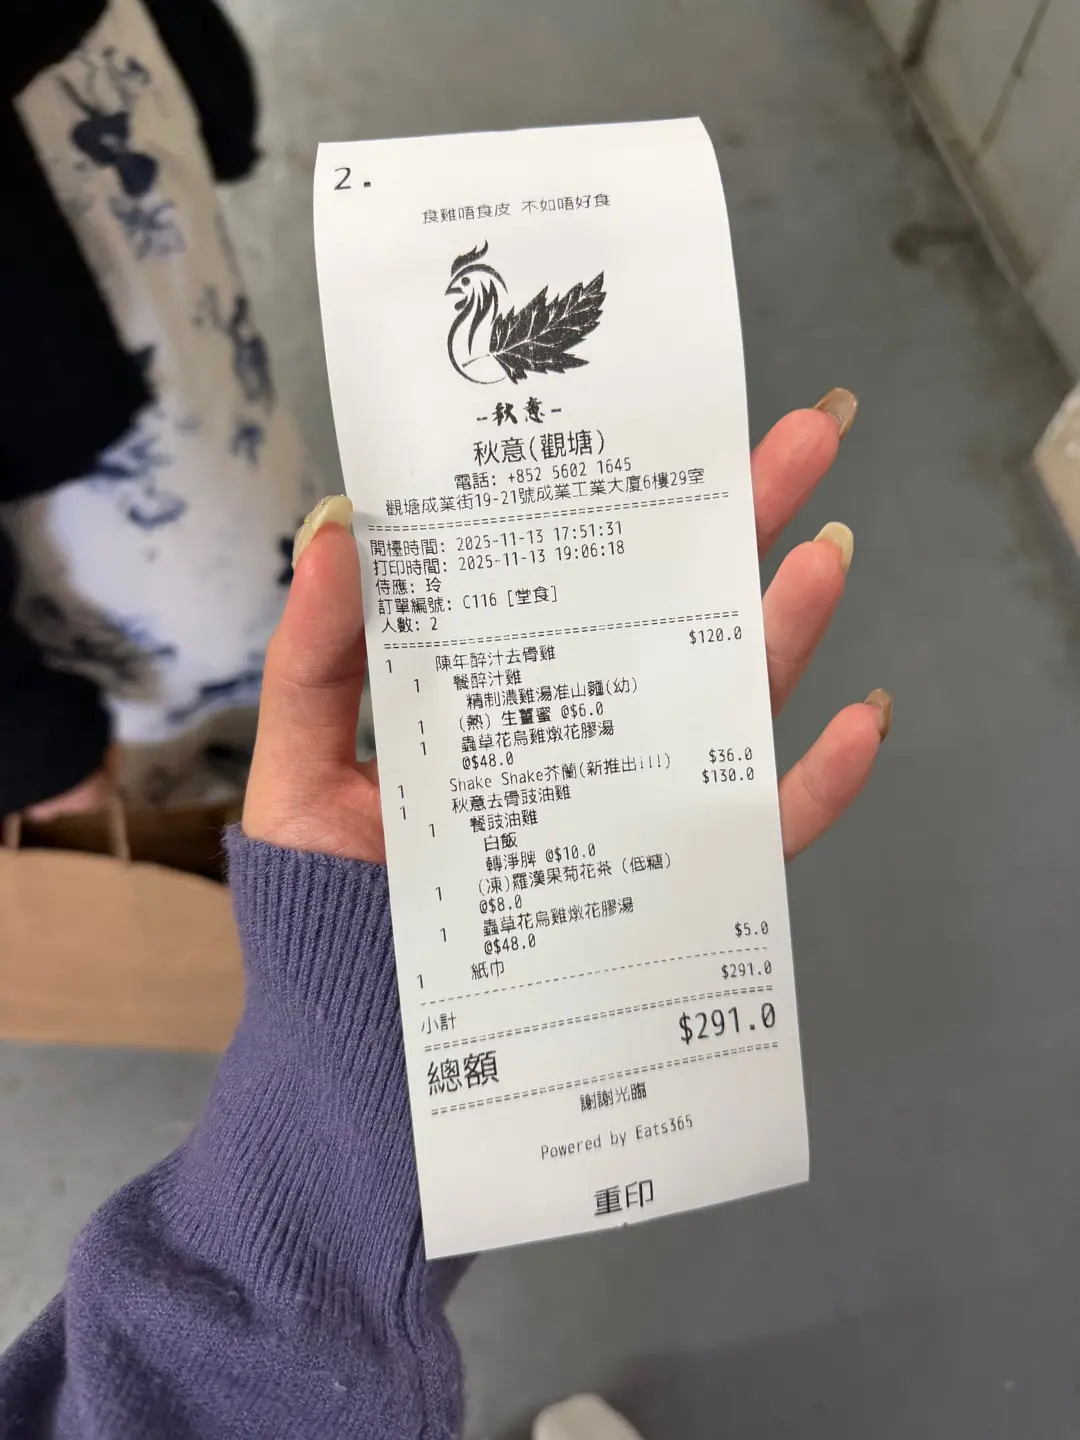 2.
食雞唔食皮 不如唔好食
-秋意-
秋意(觀塘)
電話: +852 5602 1645
觀塘成業街19-21號成業工業大廈6樓29室
開檯時間: 2025-11-13 17:51:31
打印時間: 2025-11-13 19:06:18
侍應: 玲
訂單編號: C116 [堂食]
人數: 2
1 陳年醉汁去骨雞 $120.0
1 餐醉汁雞
精制濃雞湯准山麵(幼)
1 (熱) 生薑蜜 @$6.0
1 蟲草花烏雞燉花膠湯
@$48.0
1 Shake Shake芥蘭(新推出!!!) $36.0
1 秋意去骨豉油雞 $130.0
1 餐豉油雞
白飯
轉淨脾 @$10.0
1 (凍)羅漢果菊花茶 (低糖)
@$8.0
1 蟲草花烏雞燉花膠湯
@$48.0
1 紙巾 $5.0
小計 $291.0
總額 $291.0
謝謝光臨
Powered by Eats365
重印